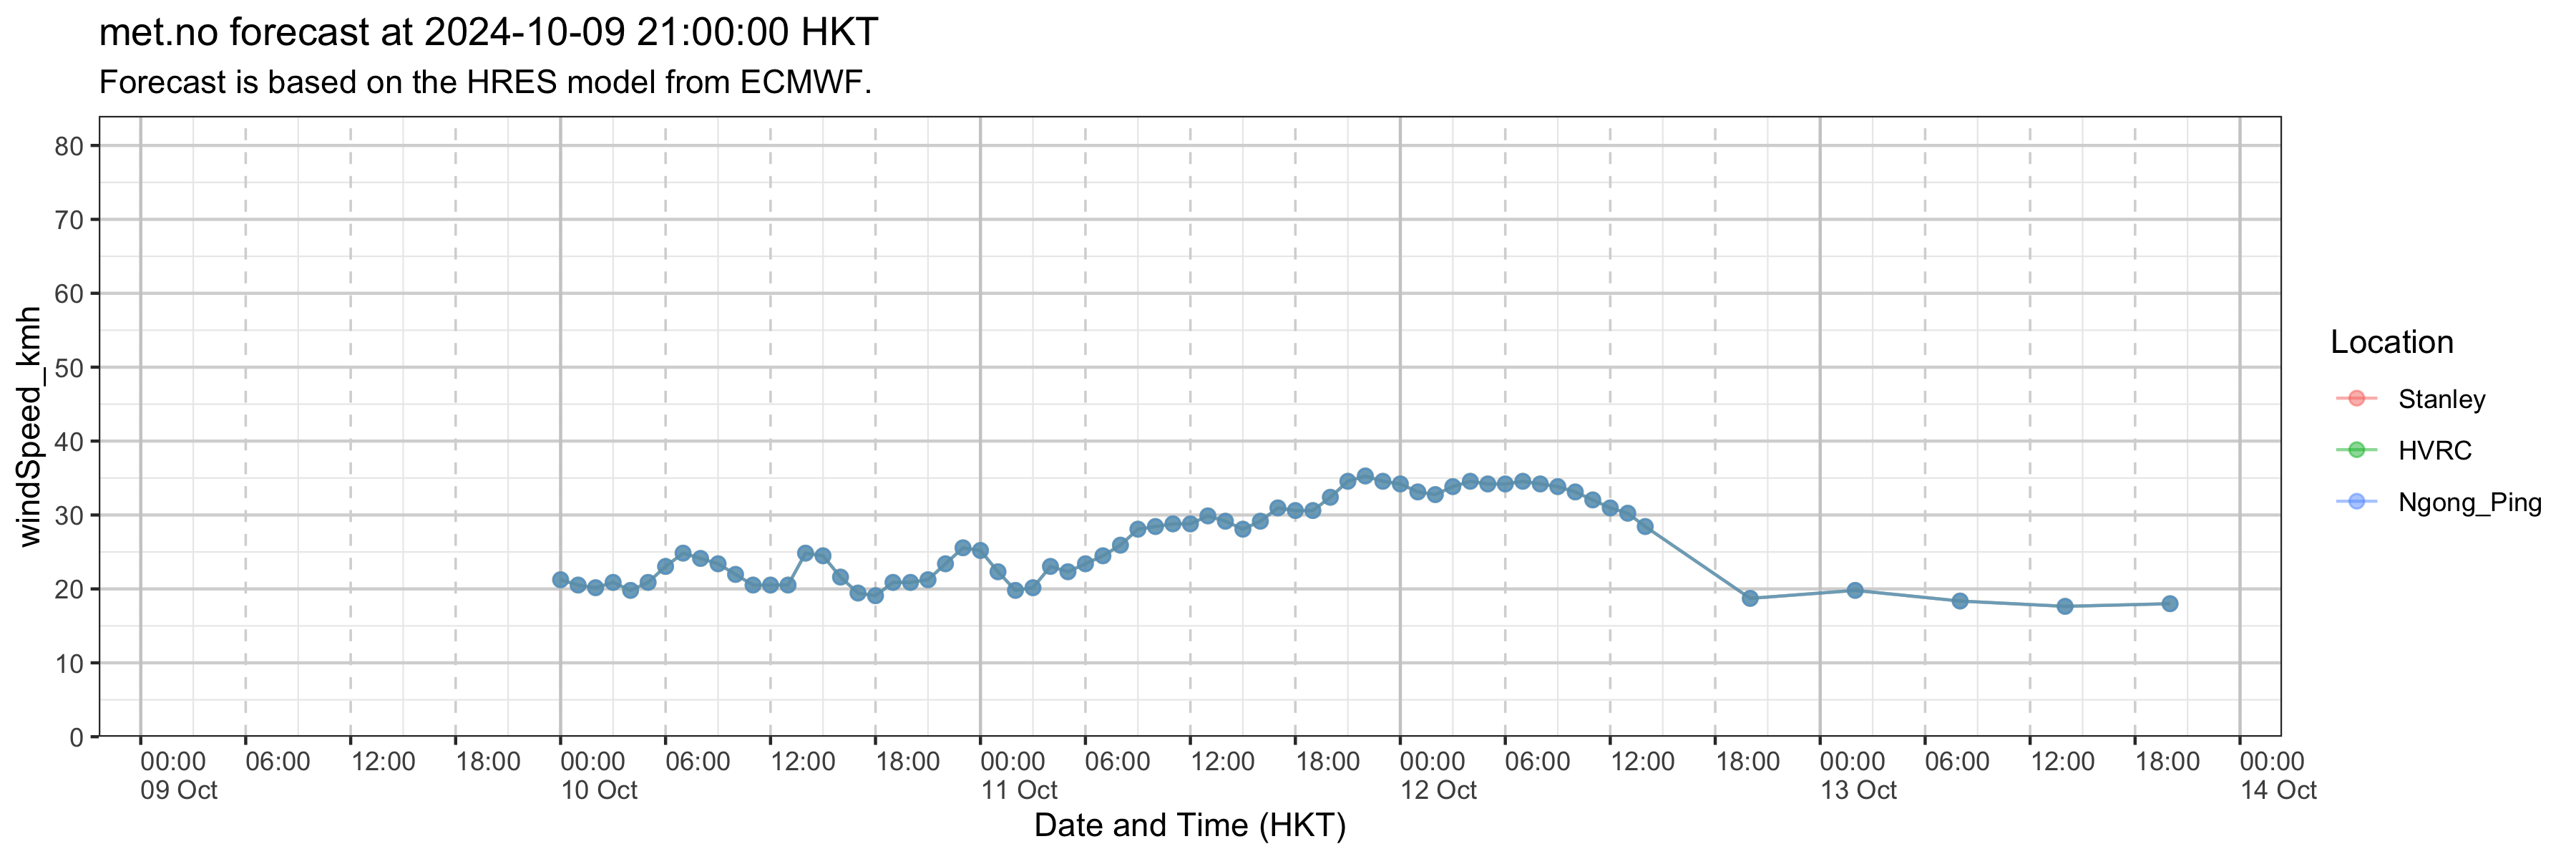 met.no forecast at 2024-10-09 21:00:00 HKT
Forecast is based on the HRES model from ECMWF.
windSpeed_kmh
80
70
60
50
40
30
20
10
0
00:00 06:00 12:00 18:00 00:00 06:00 12:00 18:00 00:00 06:00 12:00 18:00 00:00 06:00 12:00 18:00 00:00 06:00 12:00 18:00 00:00
09 Oct 10 Oct 11 Oct 12 Oct 13 Oct 14 Oct
Date and Time (HKT)
Location
Stanley
HVRC
Ngong_Ping